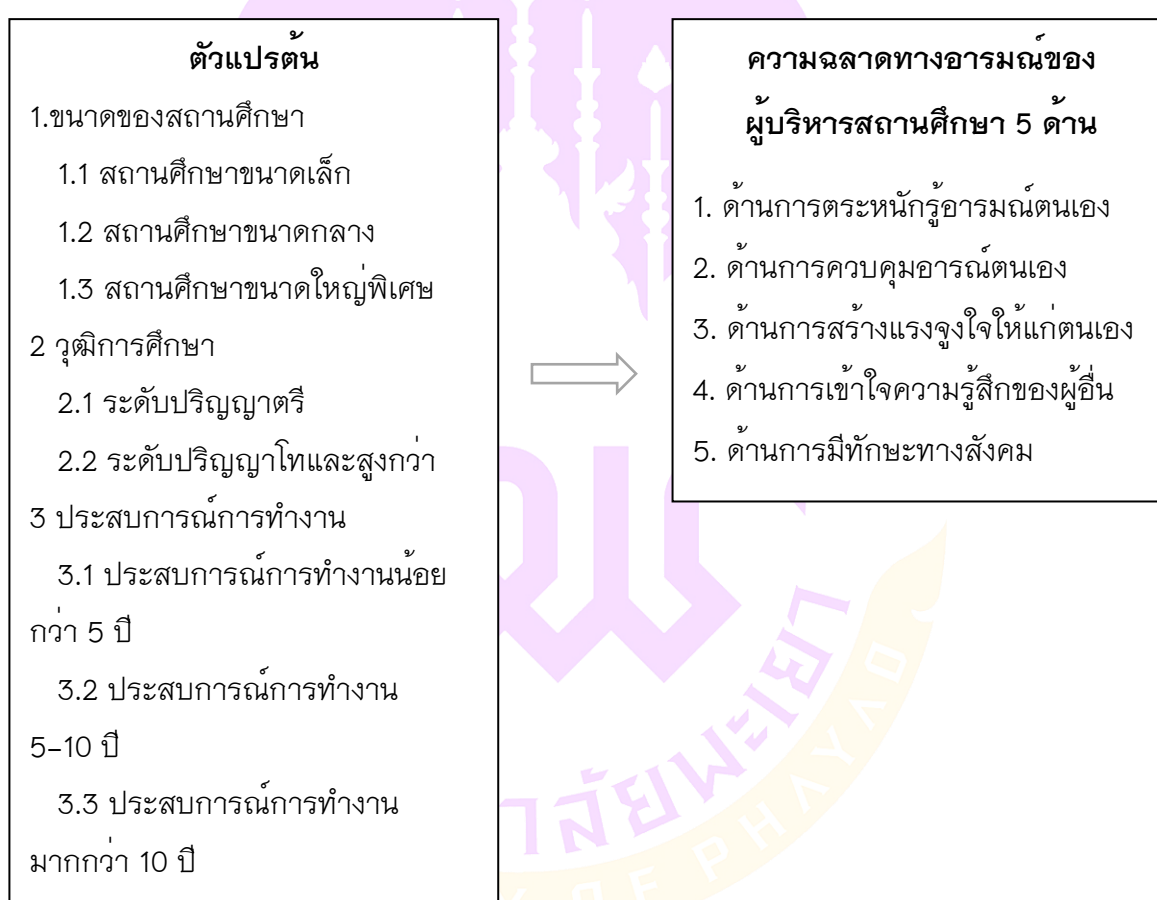 ตัวแปรต้น
1.ขนาดของสถานศึกษา
1.1 สถานศึกษาขนาดเล็ก
1.2 สถานศึกษาขนาดกลาง
1.3 สถานศึกษาขนาดใหญ่พิเศษ
2 วุฒิการศึกษา
2.1 ระดับปริญญาตรี
2.2 ระดับปริญญาโทและสูงกว่า
3 ประสบการณ์การทำงาน
3.1 ประสบการณ์การทำงานน้อย
กว่า 5 ปี
3.2 ประสบการณ์การทำงาน
5–10 ปี
3.3 ประสบการณ์การทำงาน
มากกว่า 10 ปี
ความฉลาดทางอารมณ์ของ
ผู้บริหารสถานศึกษา 5 ด้าน
1. ด้านการตระหนักรู้อารมณ์ตนเอง
2. ด้านการควบคุมอารณ์ตนเอง
3. ด้านการสร้างแรงจูงใจให้แก่ตนเอง
4. ด้านการเข้าใจความรู้สึกของผู้อื่น
5. ด้านการมีทักษะทางสังคม
าลัยพะเย
OF PHAYAO